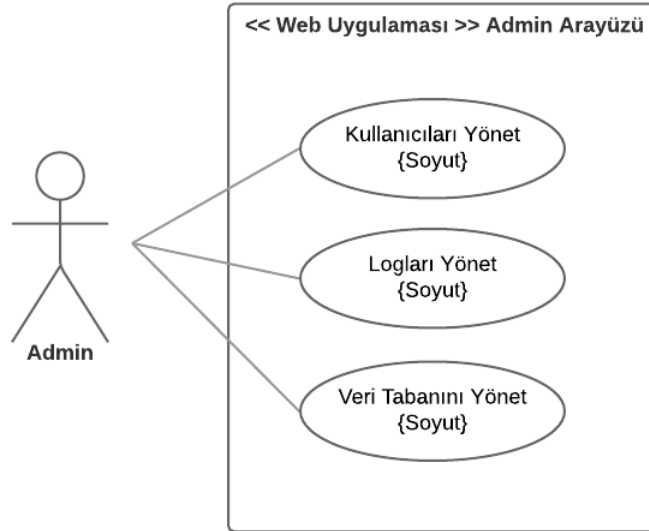 << Web Uygulaması >> Admin Arayüzü
Kullanıcıları Yönet
{Soyut}
Logları Yönet
{Soyut}
Admin
Veri Tabanını Yönet
{Soyut}